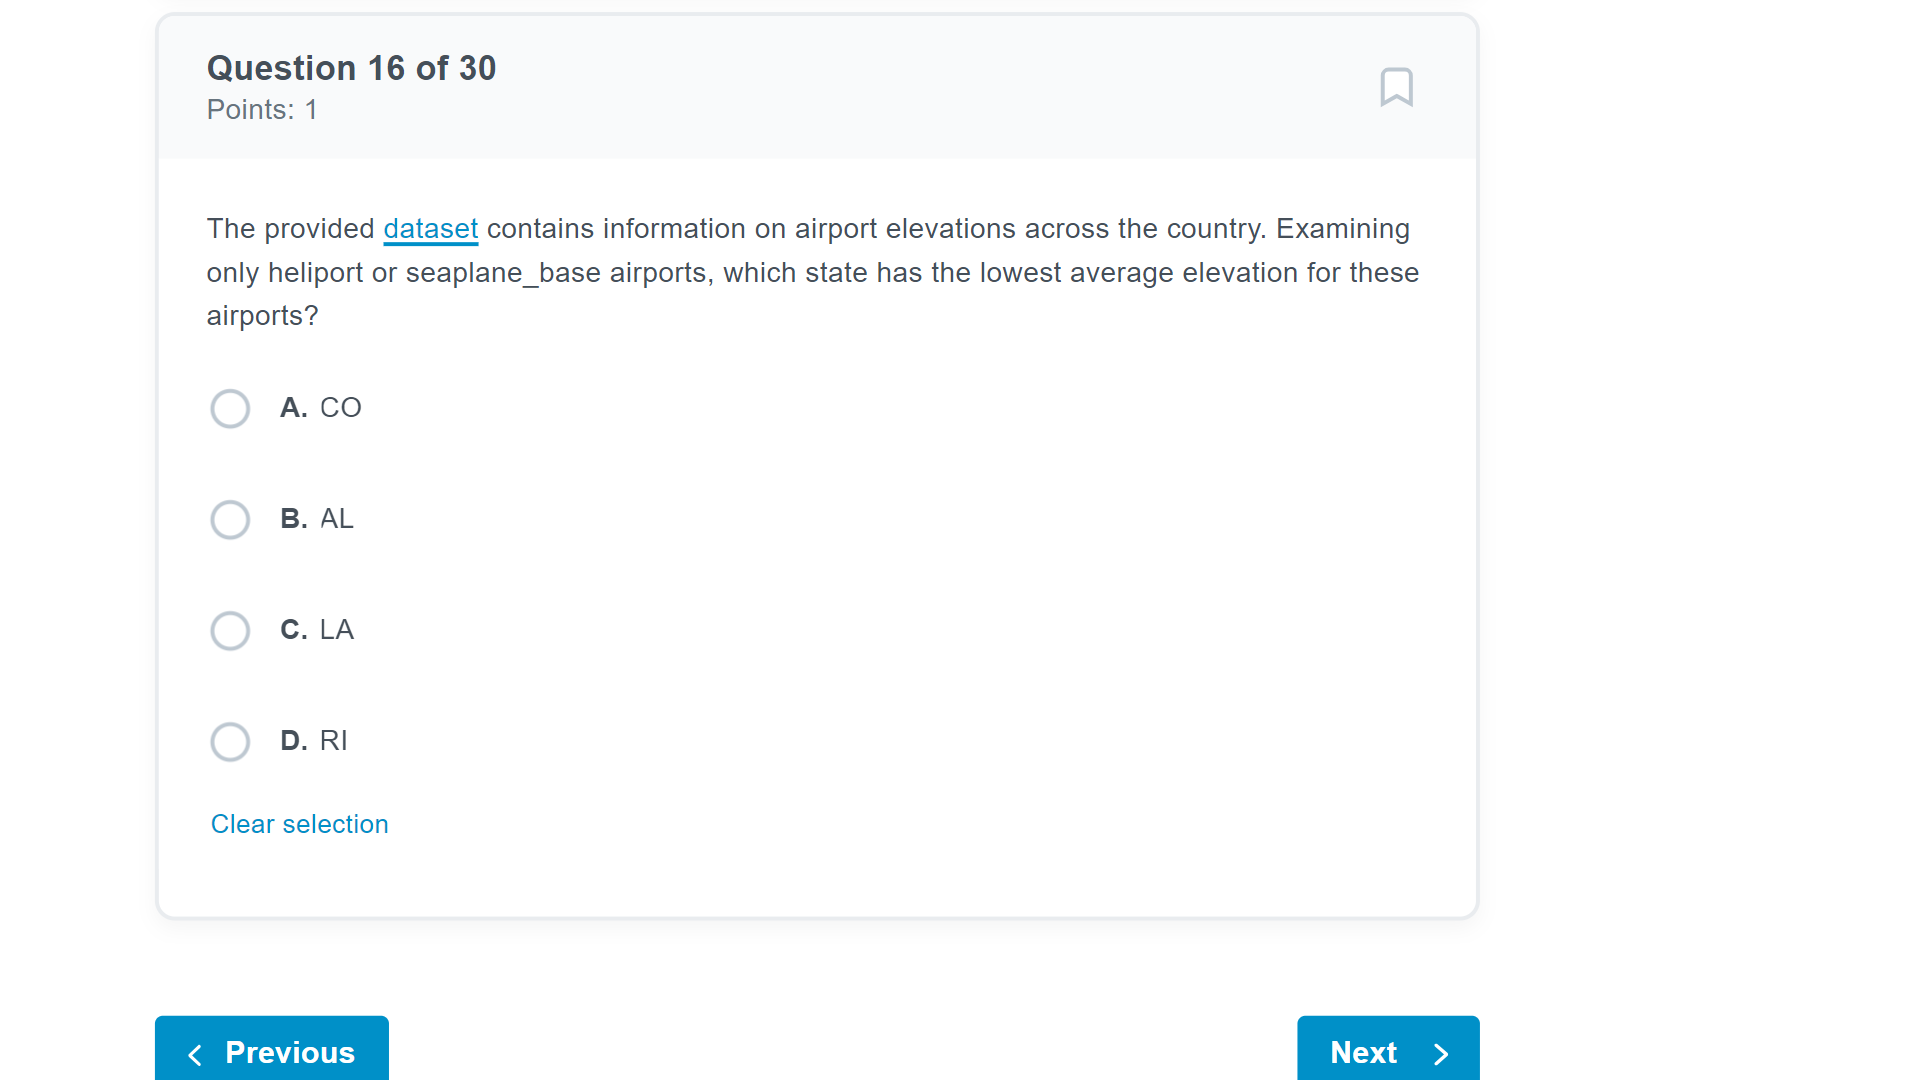 Question 16 of 30
Points: 1
The provided dataset contains information on airport elevations across the country. Examining
only heliport or seaplane_base airports, which state has the lowest average elevation for these
airports?
A. CO
B. AL
C. LA
D. RI
Clear selection
Previous
Next